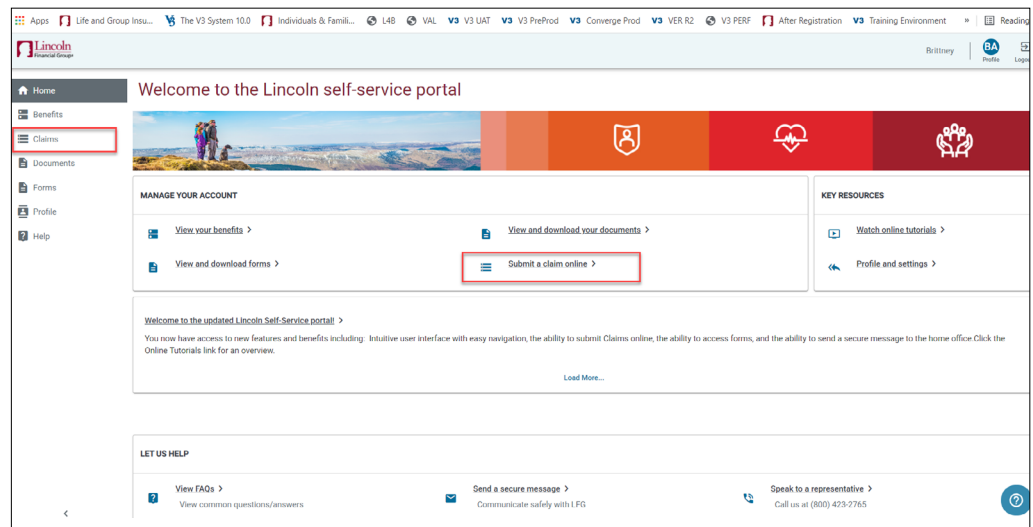 Apps Life and Group Insu... The V3 System 10.0 Individuals & Famili... L4B VAL V3 V3 UAT V3 V3 PreProd V3 Converge Prod V3 VER R2 V3 PERF After Registration V3 Training Environment » Reading
Lincoln
Financial Group®
Brittney
BA
Profile
Logou
Home
Welcome to the Lincoln self-service portal
Benefits
Claims
Documents
Forms
Profile
Help
MANAGE YOUR ACCOUNT
View your benefits >
View and download your documents >
View and download forms >
Submit a claim online >
KEY RESOURCES
Watch online tutorials >
Profile and settings >
Welcome to the updated Lincoln Self-Service portal! >
You now have access to new features and benefits including: Intuitive user interface with easy navigation, the ability to submit Claims online, the ability to access forms, and the ability to send a secure message to the home office.Click the
Online Tutorials link for an overview.
Load More...
LET US HELP
View FAQs >
View common questions/answers
Send a secure message >
Communicate safely with LFG
Speak to a representative >
Call us at (800) 423-2765
<
?